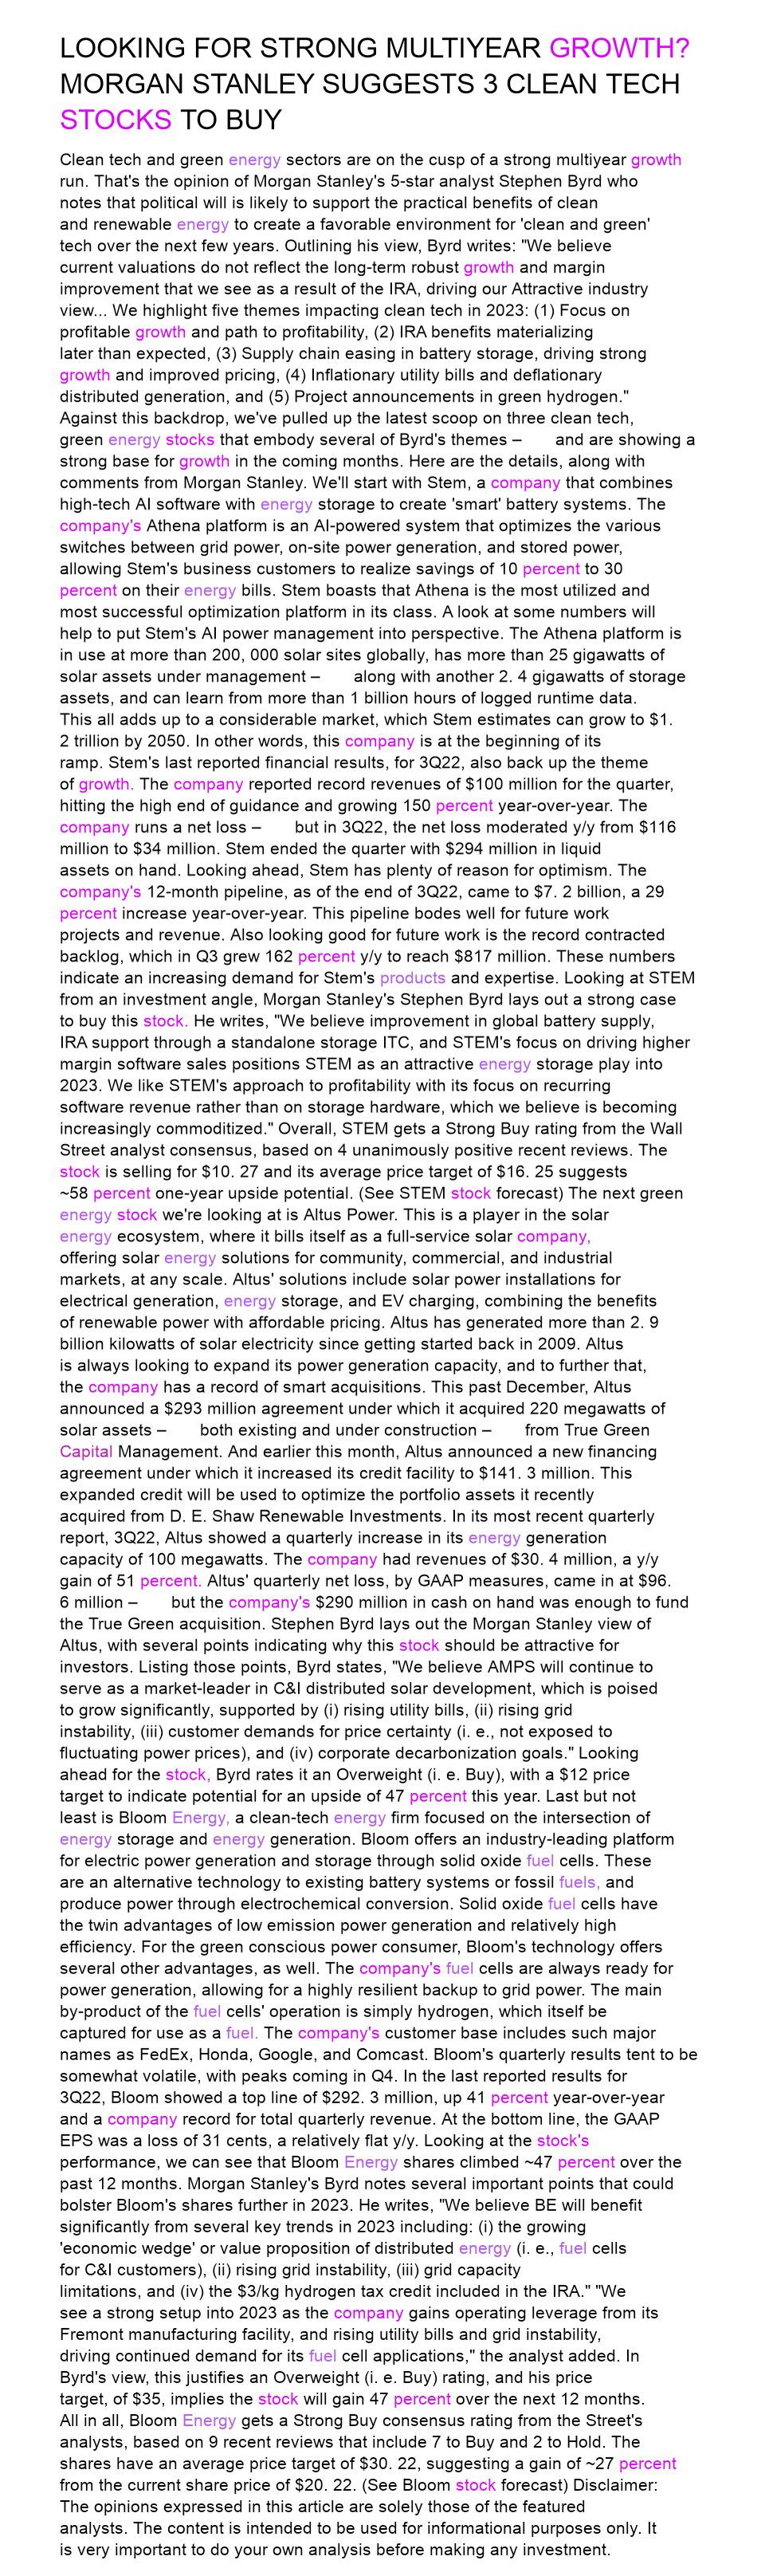 LOOKING FOR STRONG MULTIYEAR GROWTH?
MORGAN STANLEY SUGGESTS 3 CLEAN TECH
STOCKS TO BUY
Clean tech and green energy sectors are on the cusp of a strong multiyear growth
run. That's the opinion of Morgan Stanley's 5-star analyst Stephen Byrd who
notes that political will is likely to support the practical benefits of clean
and renewable energy to create a favorable environment for 'clean and green'
tech over the next few years. Outlining his view, Byrd writes: "We believe
current valuations do not reflect the long-term robust growth and margin
improvement that we see as a result of the IRA, driving our Attractive industry
view... We highlight five themes impacting clean tech in 2023: (1) Focus on
profitable growth and path to profitability, (2) IRA benefits materializing
later than expected, (3) Supply chain easing in battery storage, driving strong
growth and improved pricing, (4) Inflationary utility bills and deflationary
distributed generation, and (5) Project announcements in green hydrogen."
Against this backdrop, we've pulled up the latest scoop on three clean tech,
green energy stocks that embody several of Byrd's themes – and are showing a
strong base for growth in the coming months. Here are the details, along with
comments from Morgan Stanley. We'll start with Stem, a company that combines
high-tech AI software with energy storage to create 'smart' battery systems. The
company's Athena platform is an AI-powered system that optimizes the various
switches between grid power, on-site power generation, and stored power,
allowing Stem's business customers to realize savings of 10 percent to 30
percent on their energy bills. Stem boasts that Athena is the most utilized and
most successful optimization platform in its class. A look at some numbers will
help to put Stem's AI power management into perspective. The Athena platform is
in use at more than 200, 000 solar sites globally, has more than 25 gigawatts of
solar assets under management – along with another 2. 4 gigawatts of storage
assets, and can learn from more than 1 billion hours of logged runtime data.
This all adds up to a considerable market, which Stem estimates can grow to $1.
2 trillion by 2050. In other words, this company is at the beginning of its
ramp. Stem's last reported financial results, for 3Q22, also back up the theme
of growth. The company reported record revenues of $100 million for the quarter,
hitting the high end of guidance and growing 150 percent year-over-year. The
company runs a net loss – but in 3Q22, the net loss moderated y/y from $116
million to $34 million. Stem ended the quarter with $294 million in liquid
assets on hand. Looking ahead, Stem has plenty of reason for optimism. The
company's 12-month pipeline, as of the end of 3Q22, came to $7. 2 billion, a 29
percent increase year-over-year. This pipeline bodes well for future work
projects and revenue. Also looking good for future work is the record contracted
backlog, which in Q3 grew 162 percent y/y to reach $817 million. These numbers
indicate an increasing demand for Stem's products and expertise. Looking at STEM
from an investment angle, Morgan Stanley's Stephen Byrd lays out a strong case
to buy this stock. He writes, "We believe improvement in global battery supply,
IRA support through a standalone storage ITC, and STEM's focus on driving higher
margin software sales positions STEM as an attractive energy storage play into
2023. We like STEM's approach to profitability with its focus on recurring
software revenue rather than on storage hardware, which we believe is becoming
increasingly commoditized." Overall, STEM gets a Strong Buy rating from the Wall
Street analyst consensus, based on 4 unanimously positive recent reviews. The
stock is selling for $10. 27 and its average price target of $16. 25 suggests
~58 percent one-year upside potential. (See STEM stock forecast) The next green
energy stock we're looking at is Altus Power. This is a player in the solar
energy ecosystem, where it bills itself as a full-service solar company,
offering solar energy solutions for community, commercial, and industrial
markets, at any scale. Altus' solutions include solar power installations for
electrical generation, energy storage, and EV charging, combining the benefits
of renewable power with affordable pricing. Altus has generated more than 2. 9
billion kilowatts of solar electricity since getting started back in 2009. Altus
is always looking to expand its power generation capacity, and to further that,
the company has a record of smart acquisitions. This past December, Altus
announced a $293 million agreement under which it acquired 220 megawatts of
solar assets – both existing and under construction – from True Green
Capital Management. And earlier this month, Altus announced a new financing
agreement under which it increased its credit facility to $141. 3 million. This
expanded credit will be used to optimize the portfolio assets it recently
acquired from D. E. Shaw Renewable Investments. In its most recent quarterly
report, 3Q22, Altus showed a quarterly increase in its energy generation
capacity of 100 megawatts. The company had revenues of $30. 4 million, a y/y
gain of 51 percent. Altus' quarterly net loss, by GAAP measures, came in at $96.
6 million – but the company's $290 million in cash on hand was enough to fund
the True Green acquisition. Stephen Byrd lays out the Morgan Stanley view of
Altus, with several points indicating why this stock should be attractive for
investors. Listing those points, Byrd states, "We believe AMPS will continue to
serve as a market-leader in C&I distributed solar development, which is poised
to grow significantly, supported by (i) rising utility bills, (ii) rising grid
instability, (iii) customer demands for price certainty (i. e., not exposed to
fluctuating power prices), and (iv) corporate decarbonization goals." Looking
ahead for the stock, Byrd rates it an Overweight (i. e. Buy), with a $12 price
target to indicate potential for an upside of 47 percent this year. Last but not
least is Bloom Energy, a clean-tech energy firm focused on the intersection of
energy storage and energy generation. Bloom offers an industry-leading platform
for electric power generation and storage through solid oxide fuel cells. These
are an alternative technology to existing battery systems or fossil fuels, and
produce power through electrochemical conversion. Solid oxide fuel cells have
the twin advantages of low emission power generation and relatively high
efficiency. For the green conscious power consumer, Bloom's technology offers
several other advantages, as well. The company's fuel cells are always ready for
power generation, allowing for a highly resilient backup to grid power. The main
by-product of the fuel cells' operation is simply hydrogen, which itself be
captured for use as a fuel. The company's customer base includes such major
names as FedEx, Honda, Google, and Comcast. Bloom's quarterly results tent to be
somewhat volatile, with peaks coming in Q4. In the last reported results for
3Q22, Bloom showed a top line of $292. 3 million, up 41 percent year-over-year
and a company record for total quarterly revenue. At the bottom line, the GAAP
EPS was a loss of 31 cents, a relatively flat y/y. Looking at the stock's
performance, we can see that Bloom Energy shares climbed ~47 percent over the
past 12 months. Morgan Stanley's Byrd notes several important points that could
bolster Bloom's shares further in 2023. He writes, "We believe BE will benefit
significantly from several key trends in 2023 including: (i) the growing
'economic wedge' or value proposition of distributed energy (i. e., fuel cells
for C&I customers), (ii) rising grid instability, (iii) grid capacity
limitations, and (iv) the $3/kg hydrogen tax credit included in the IRA." "We
see a strong setup into 2023 as the company gains operating leverage from its
Fremont manufacturing facility, and rising utility bills and grid instability,
driving continued demand for its fuel cell applications," the analyst added. In
Byrd's view, this justifies an Overweight (i. e. Buy) rating, and his price
target, of $35, implies the stock will gain 47 percent over the next 12 months.
All in all, Bloom Energy gets a Strong Buy consensus rating from the Street's
analysts, based on 9 recent reviews that include 7 to Buy and 2 to Hold. The
shares have an average price target of $30. 22, suggesting a gain of ~27 percent
from the current share price of $20. 22. (See Bloom stock forecast) Disclaimer:
The opinions expressed in this article are solely those of the featured
analysts. The content is intended to be used for informational purposes only. It
is very important to do your own analysis before making any investment.